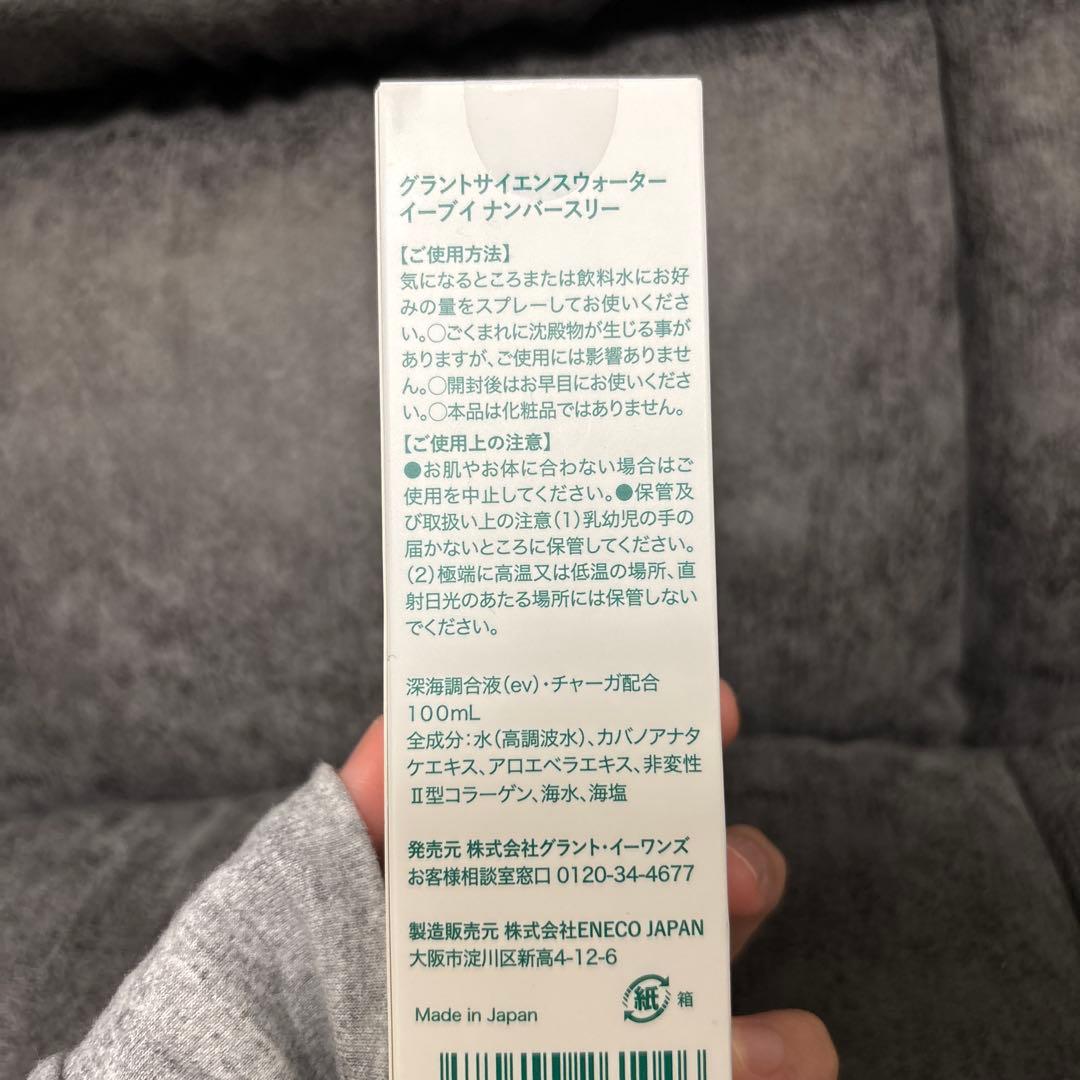 グラントサイエンスウォーター
イーブイ ナンバースリー
【ご使用方法】
気になるところまたは飲料水にお好
みの量をスプレーしてお使いくださ
い。○ごくまれに沈殿物が生じる事が
ありますが、ご使用には影響ありませ
ん。○開封後はお早目にお使いくださ
い。○本品は化粧品ではありません。
【ご使用上の注意】
●お肌やお体に合わない場合はご
使用を中止してください。●保管及
び取扱い上の注意(1)乳幼児の手の
届かないところに保管してください。
(2)極端に高温又は低温の場所、直
射日光のあたる場所には保管しない
でください。
深海調合液(ev)・チャーガ配合
100mL
全成分:水(高調波水)、カバノアナタ
ケエキス、アロエベラエキス、非変性
Ⅱ型コラーゲン、海水、海塩
発売元 株式会社グラント・イーワンズ
お客様相談室窓口 0120-34-4677
製造販売元 株式会社ENECO JAPAN
大阪市淀川区新高4-12-6
紙 箱
Made in Japan